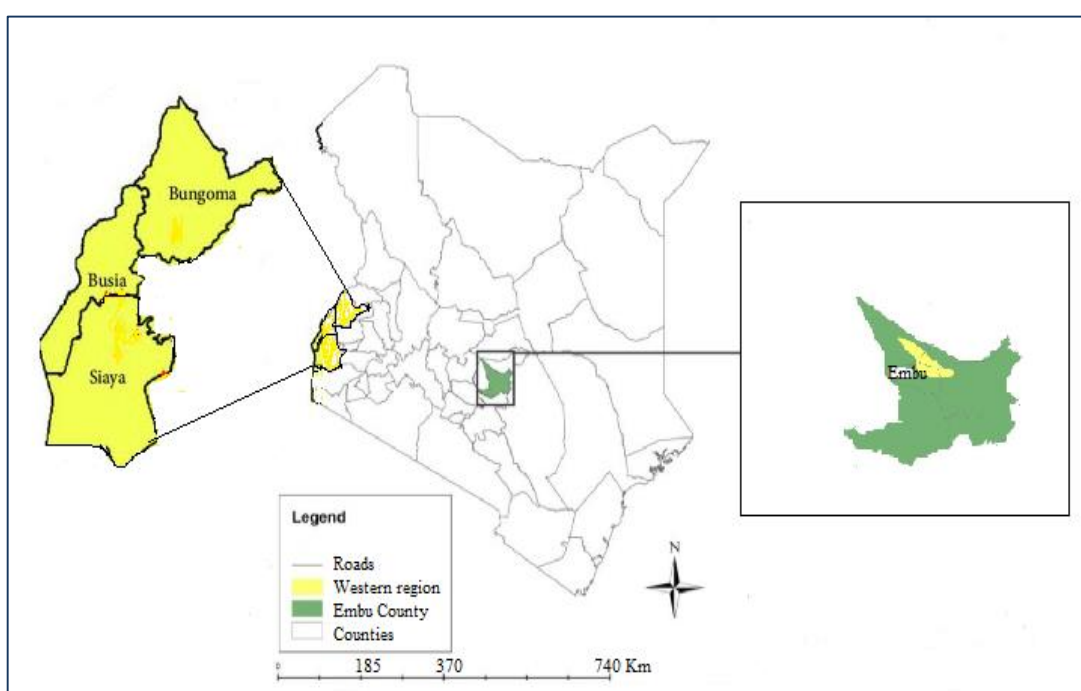 Bungoma
Busia
Siaya
Embu
Legend
Roads
Western region
Embu County
Counties
N
0 185 370 740 Km